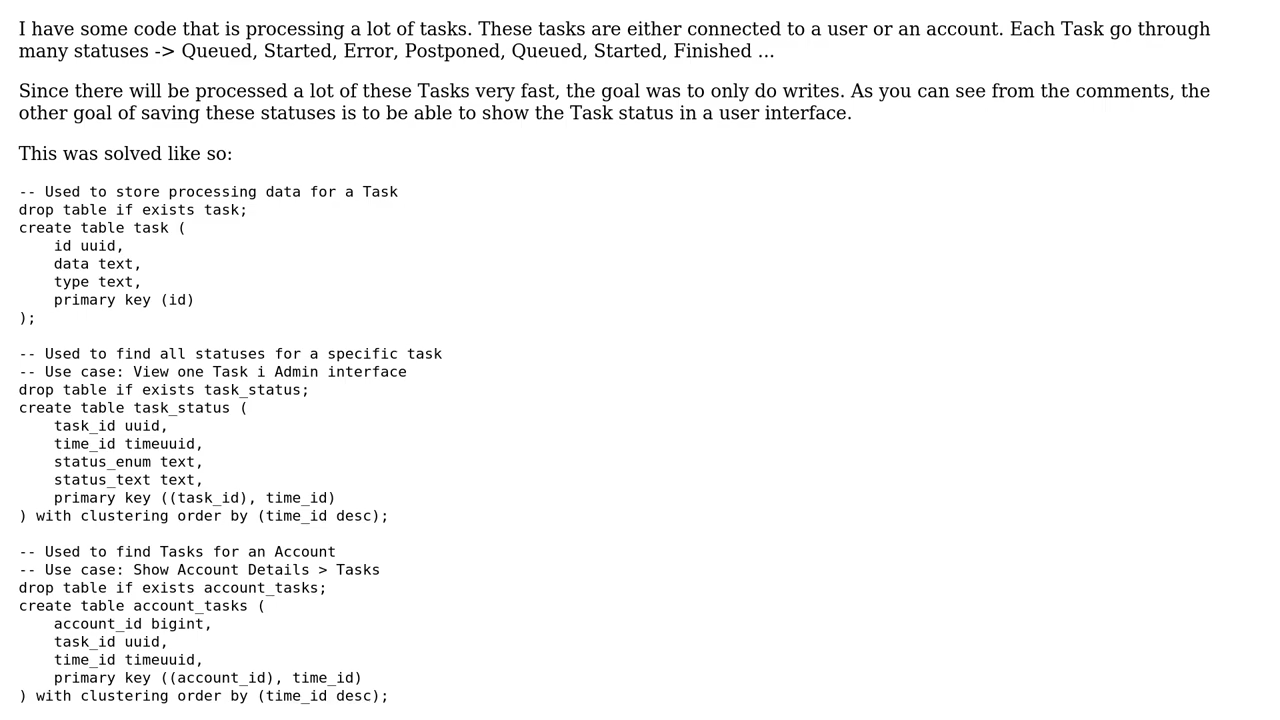 I have some code that is processing a lot of tasks. These tasks are either connected to a user or an account. Each Task go through
many statuses -> Queued, Started, Error, Postponed, Queued, Started, Finished ...
Since there will be processed a lot of these Tasks very fast, the goal was to only do writes. As you can see from the comments, the
other goal of saving these statuses is to be able to show the Task status in a user interface.
This was solved like so:
-- Used to store processing data for a Task
drop table if exists task;
create table task (
    id uuid,
    data text,
    type text,
    primary key (id)
);
-- Used to find all statuses for a specific task
-- Use case: View one Task i Admin interface
drop table if exists task_status;
create table task_status (
    task_id uuid,
    time_id timeuuid,
    status_enum text,
    status_text text,
    primary key ((task_id), time_id)
) with clustering order by (time_id desc);
-- Used to find Tasks for an Account
-- Use case: Show Account Details > Tasks
drop table if exists account_tasks;
create table account_tasks (
    account_id bigint,
    task_id uuid,
    time_id timeuuid,
    primary key ((account_id), time_id)
) with clustering order by (time_id desc);